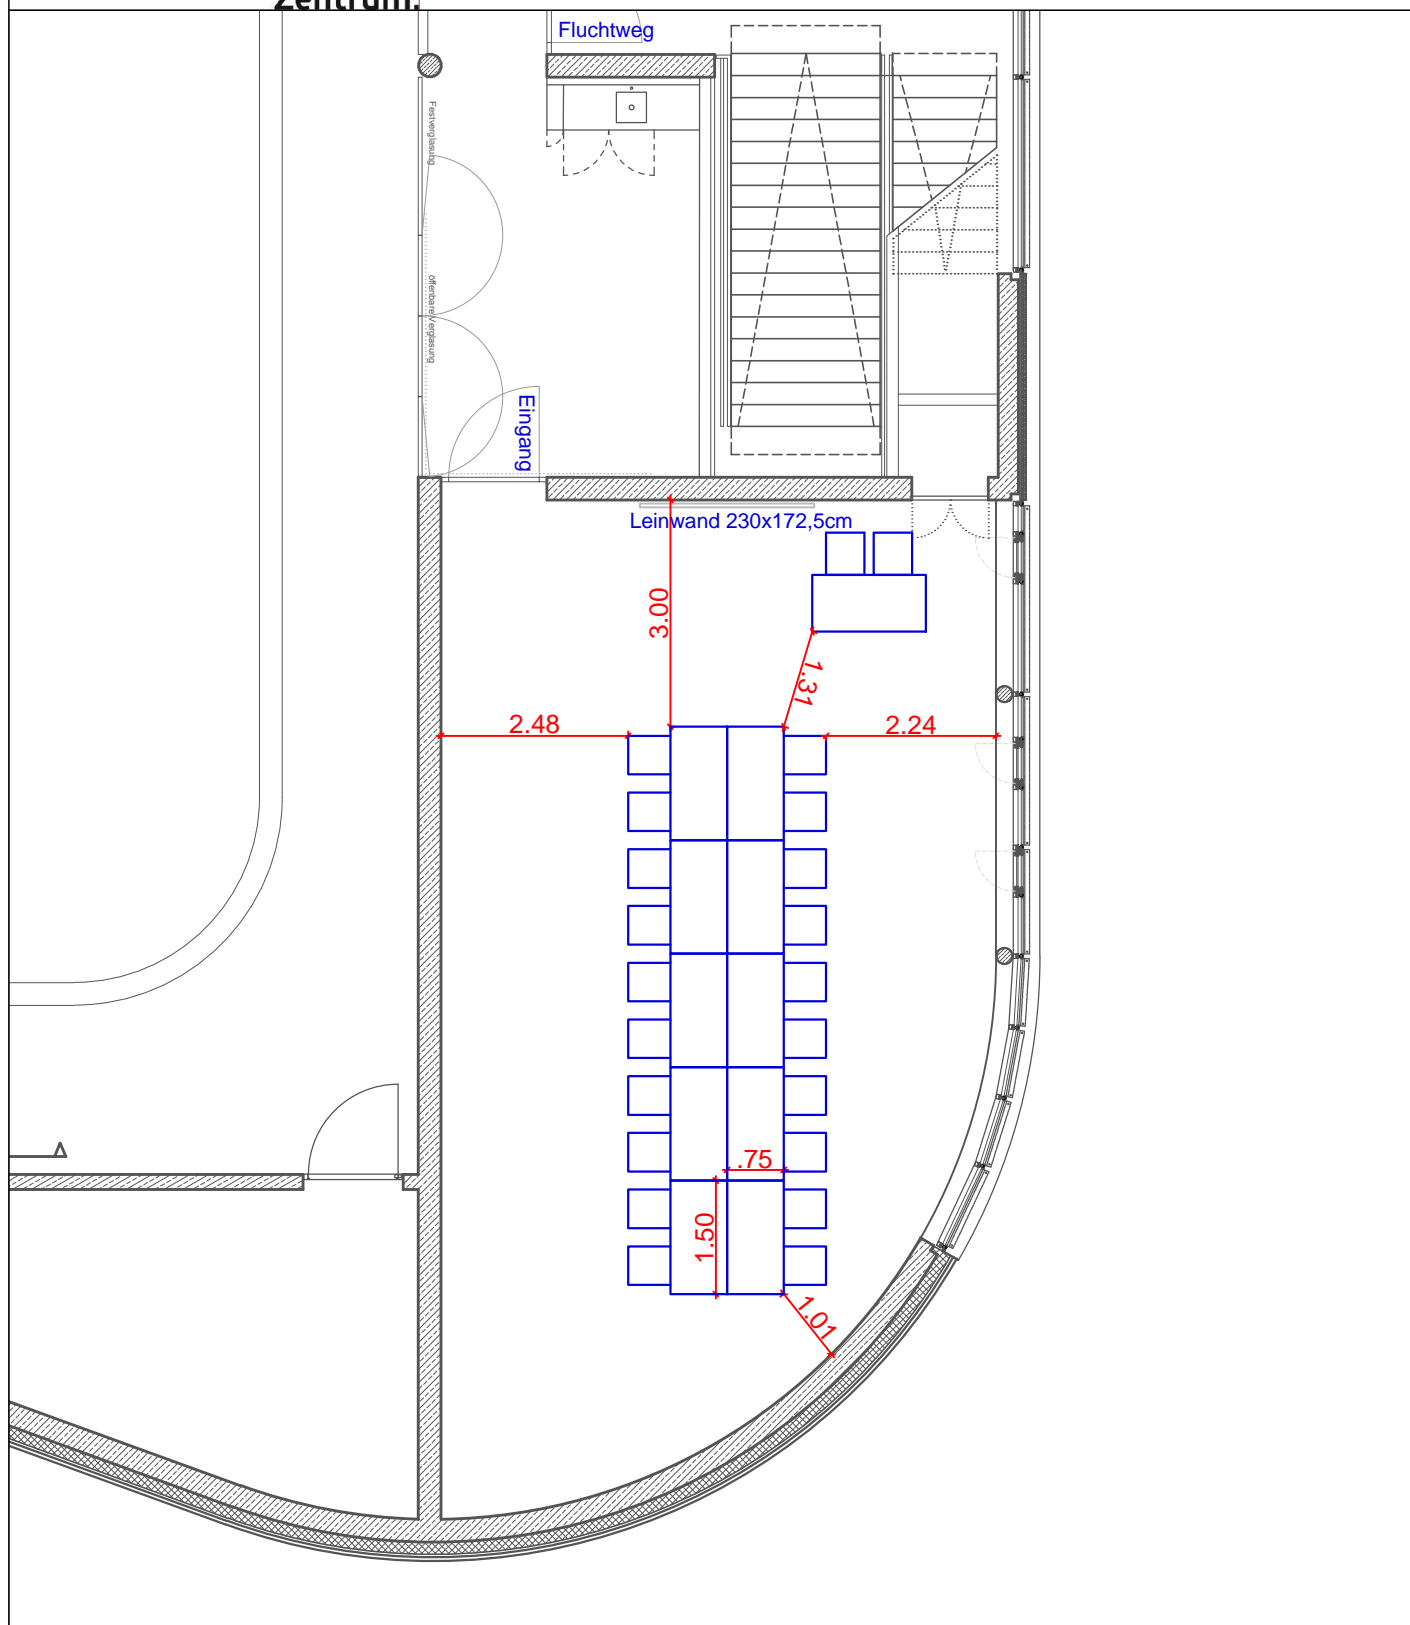 Zentrum.
Fluchtweg
Festverglasung
öffenbare Verglasung
Eingang
Leinwand 230x172,5cm
3.00
1.31
2.48
2.24
.75
1.50
1.01